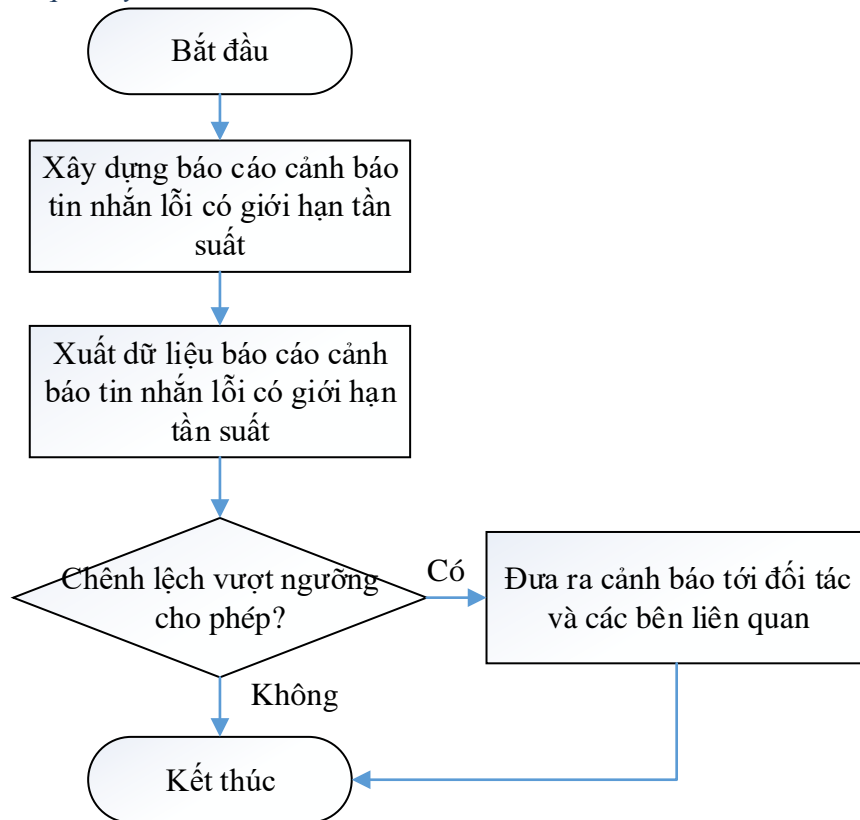 Bắt đầu
Xây dựng báo cáo cảnh báo
tin nhắn lỗi có giới hạn tần
suất
Xuất dữ liệu báo cáo cảnh
báo tin nhắn lỗi có giới hạn
tần suất
Chênh lệch vượt ngưỡng
cho phép?
Có
Đưa ra cảnh báo tới đối tác
và các bên liên quan
Không
Kết thúc